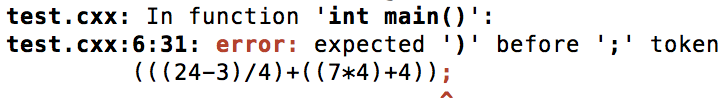 test.cxx: In function 'int main()':
test.cxx:6:31: error: expected ')' before ';' token
(((24-3)/4)+((7*4)+4));
^